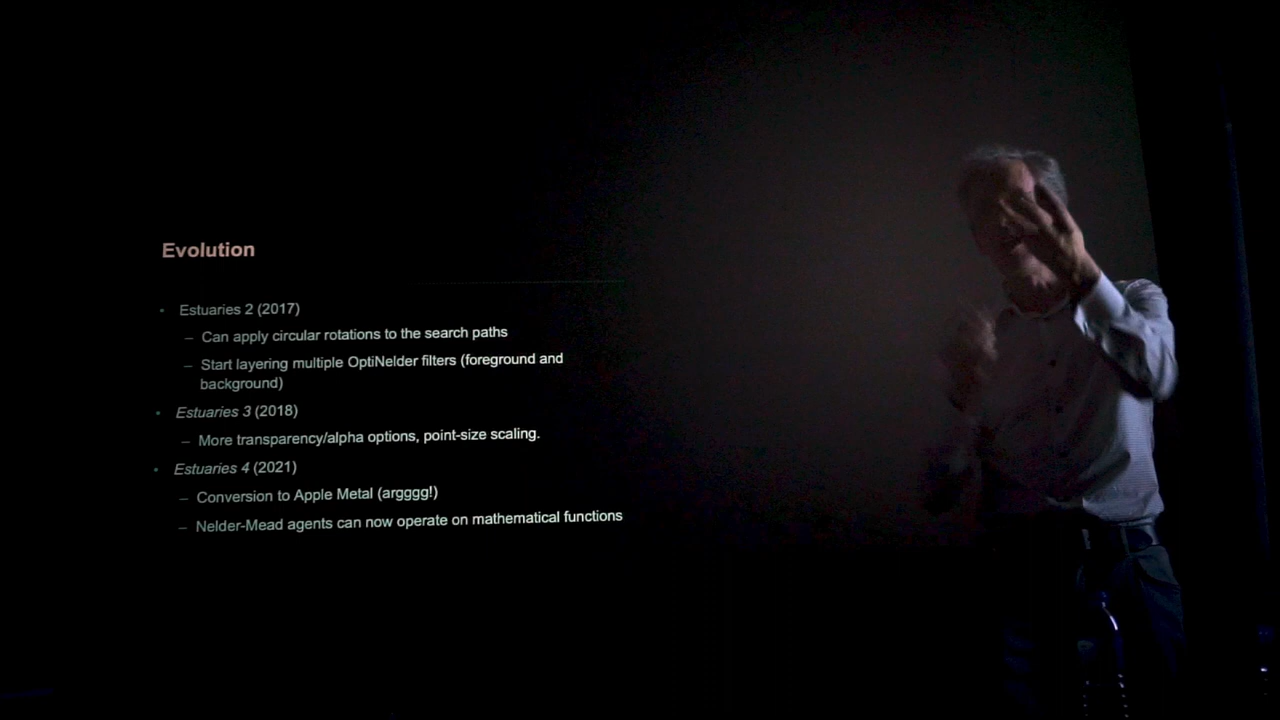 Evolution
• Estuaries 2 (2017)
– Can apply circular rotations to the search paths
– Start layering multiple OptiNelder filters (foreground and
background)
• Estuaries 3 (2018)
– More transparency/alpha options, point-size scaling.
• Estuaries 4 (2021)
– Conversion to Apple Metal (argggg!)
– Nelder-Mead agents can now operate on mathematical functions